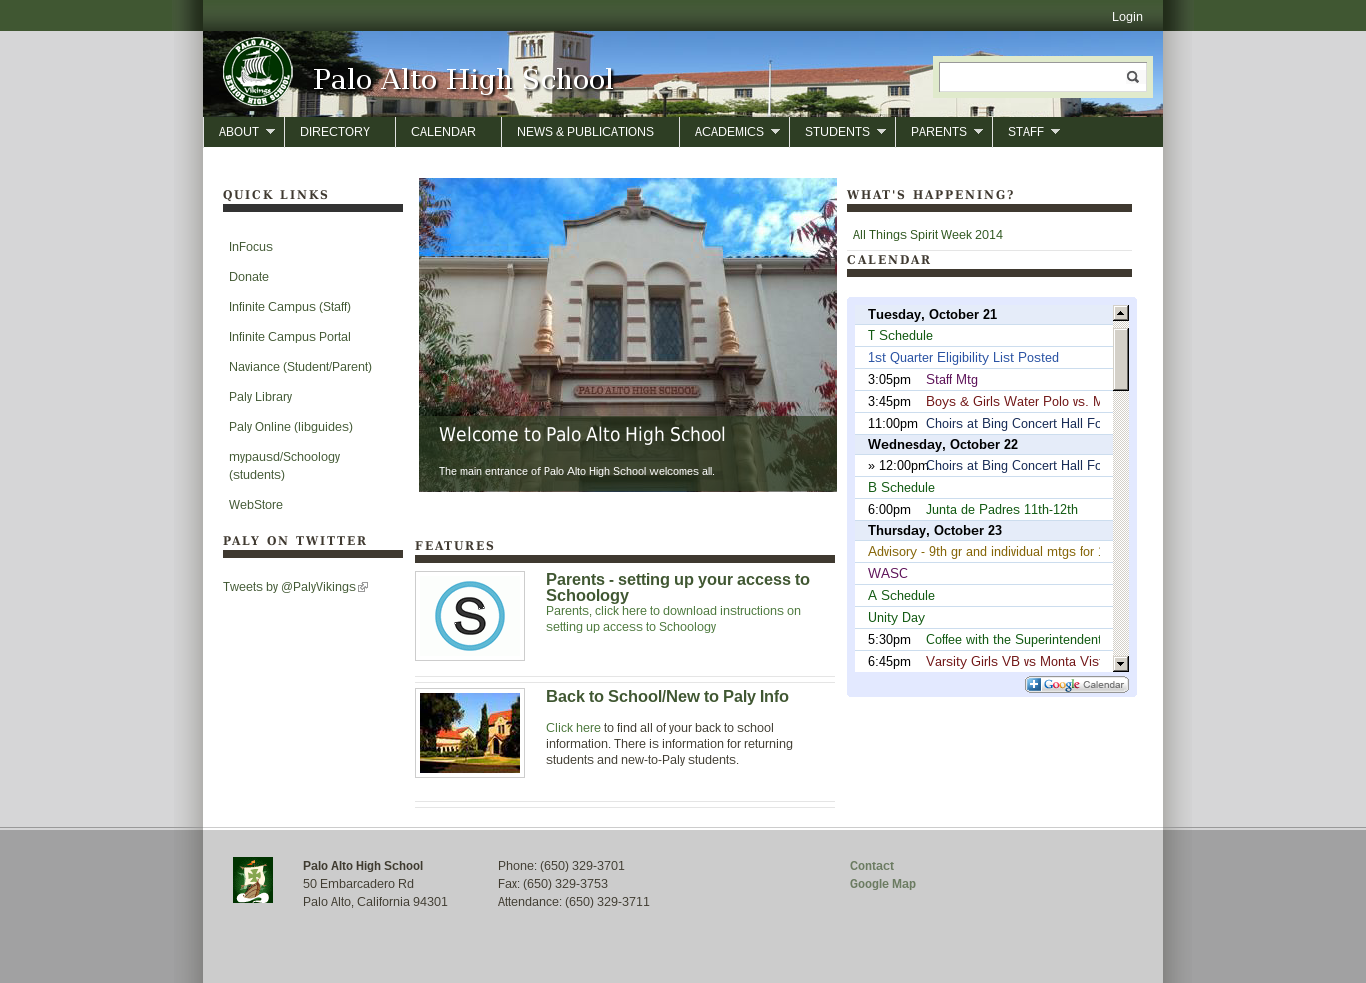 Login
PALO ALTO
Vikings
SENIOR HIGH SCHOOL
Palo Alto High School
ABOUT
DIRECTORY
CALENDAR
NEWS & PUBLICATIONS
ACADEMICS
STUDENTS
PARENTS
STAFF
QUICK LINKS
InFocus
Donate
Infinite Campus (Staff)
Infinite Campus Portal
Naviance (Student/Parent)
Paly Library
Paly Online (libguides)
mypausd/Schoology
(students)
WebStore
PALY ON TWITTER
Tweets by @PalyVikings
PALO ALTO HIGH SCHOOL
Welcome to Palo Alto High School
The main entrance of Palo Alto High School welcomes all.
FEATURES
S
Parents - setting up your access to
Schoology
Parents, click here to download instructions on
setting up access to Schoology
Back to School/New to Paly Info
Click here to find all of your back to school
information. There is information for returning
students and new-to-Paly students.
WHAT'S HAPPENING?
All Things Spirit Week 2014
CALENDAR
Tuesday, October 21
T Schedule
1st Quarter Eligibility List Posted
3:05pm Staff Mtg
3:45pm Boys & Girls Water Polo vs. M
11:00pm Choirs at Bing Concert Hall Fo
Wednesday, October 22
» 12:00pm Choirs at Bing Concert Hall Fo
B Schedule
6:00pm Junta de Padres 11th-12th
Thursday, October 23
Advisory - 9th gr and individual mtgs for
WASC
A Schedule
Unity Day
5:30pm Coffee with the Superintendent
6:45pm Varsity Girls VB vs Monta Vis
Google Calendar
Palo Alto High School
50 Embarcadero Rd
Palo Alto, California 94301
Phone: (650) 329-3701
Fax: (650) 329-3753
Attendance: (650) 329-3711
Contact
Google Map